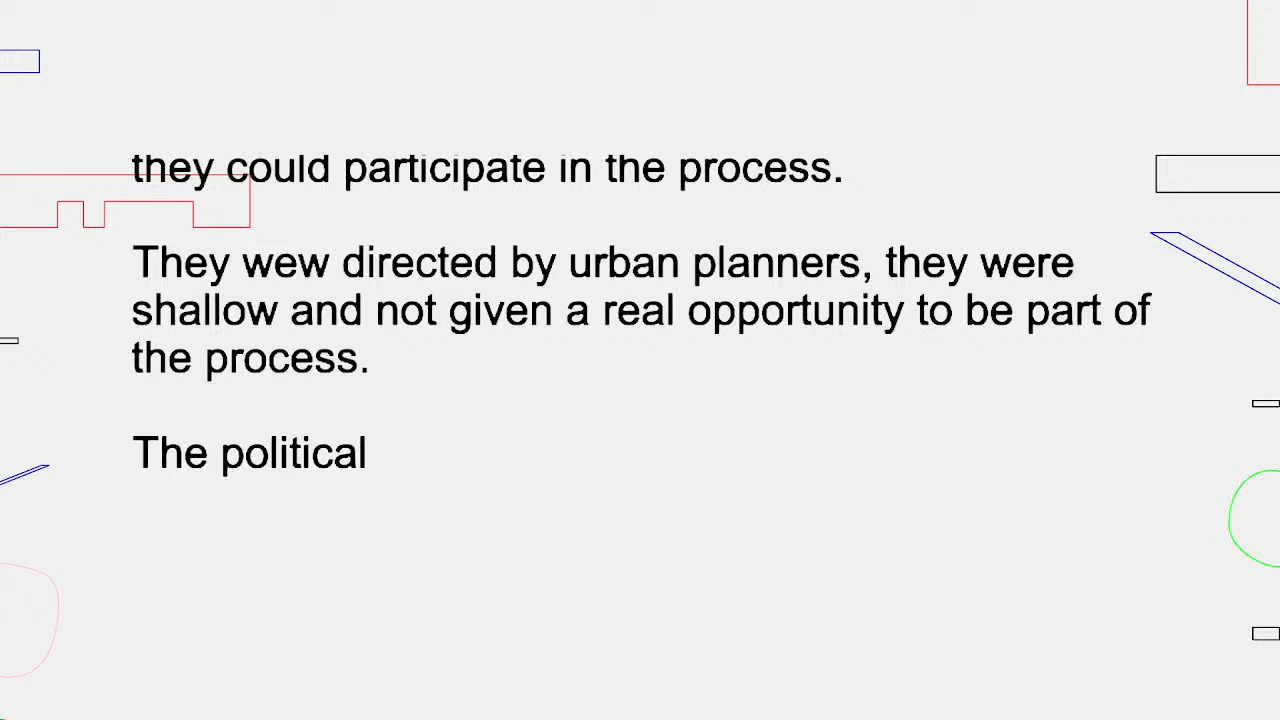 they could participate in the process.
They wew directed by urban planners, they were
shallow and not given a real opportunity to be part of
the process.
The political